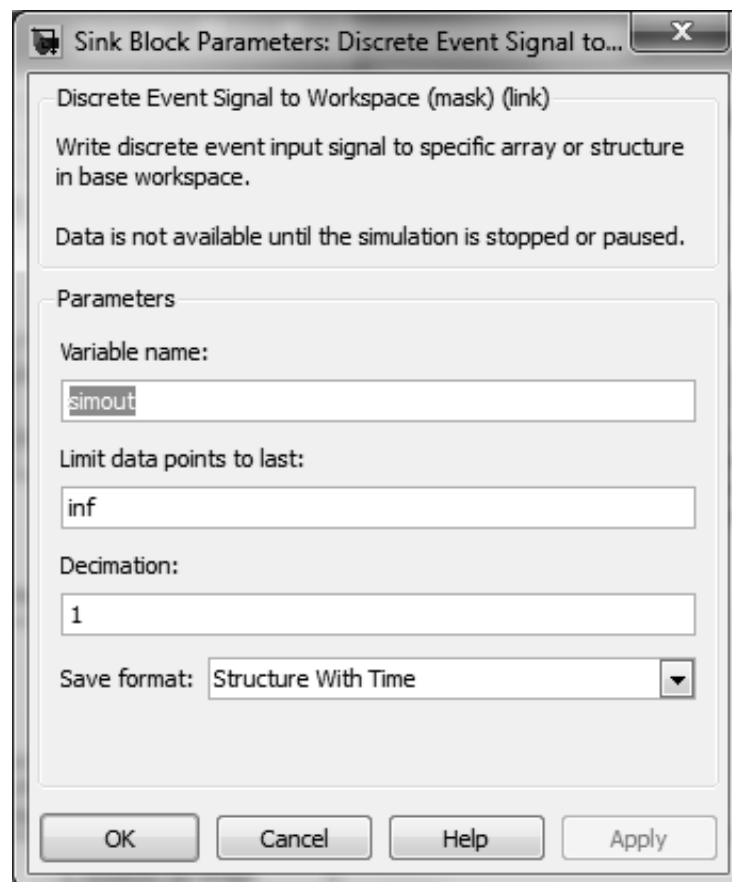 Sink Block Parameters: Discrete Event Signal to...
Discrete Event Signal to Workspace (mask) (link)
Write discrete event input signal to specific array or structure
in base workspace.
Data is not available until the simulation is stopped or paused.
Parameters
Variable name:
simout
Limit data points to last:
inf
Decimation:
1
Save format: Structure With Time
OK Cancel Help Apply